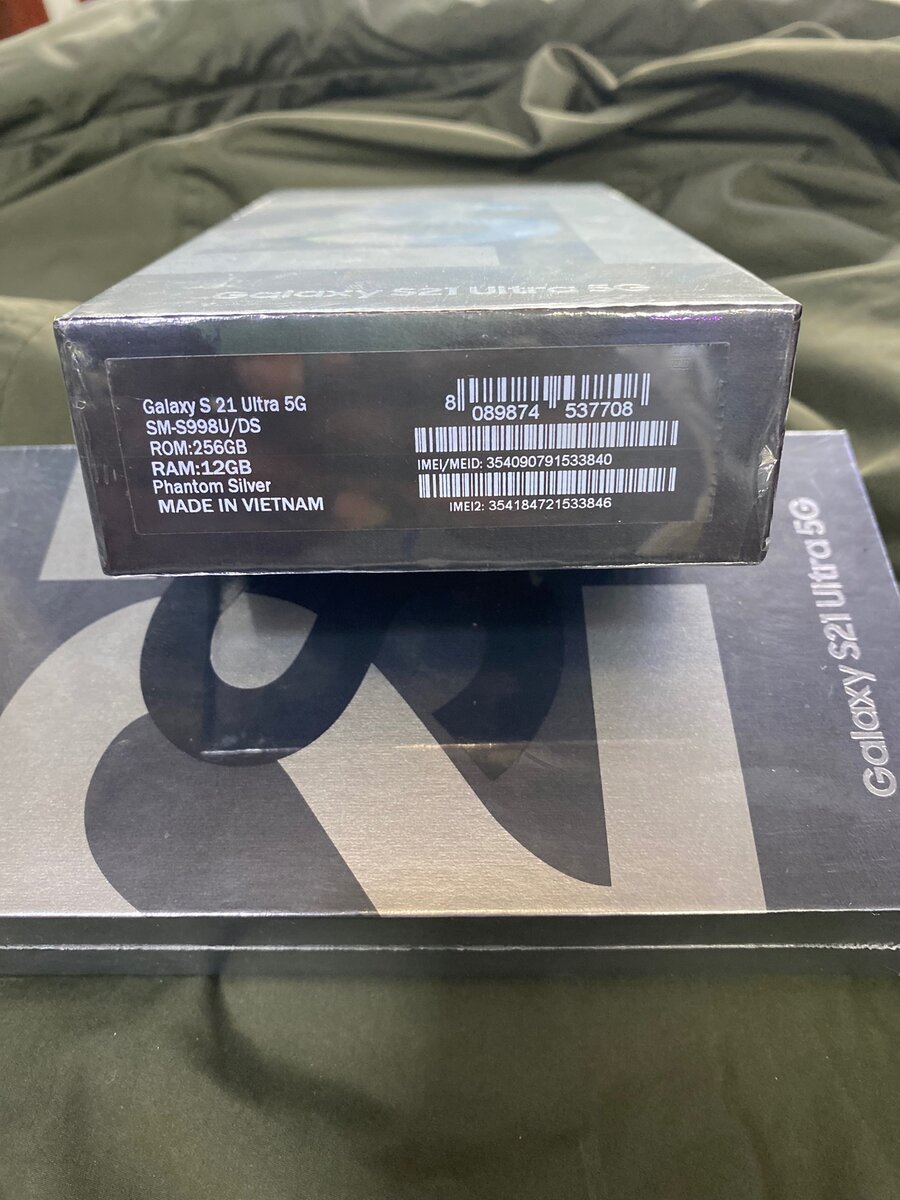 Galaxy S21 Ultra 5G
Galaxy S 21 Ultra 5G
SM-S998U/DS
ROM:256GB
RAM:12GB
Phantom Silver
MADE IN VIETNAM
8 089874 537708
IMEI/MEID: 354090791533840
IMEI2: 354184721533846
Galaxy S21 Ultra 5G